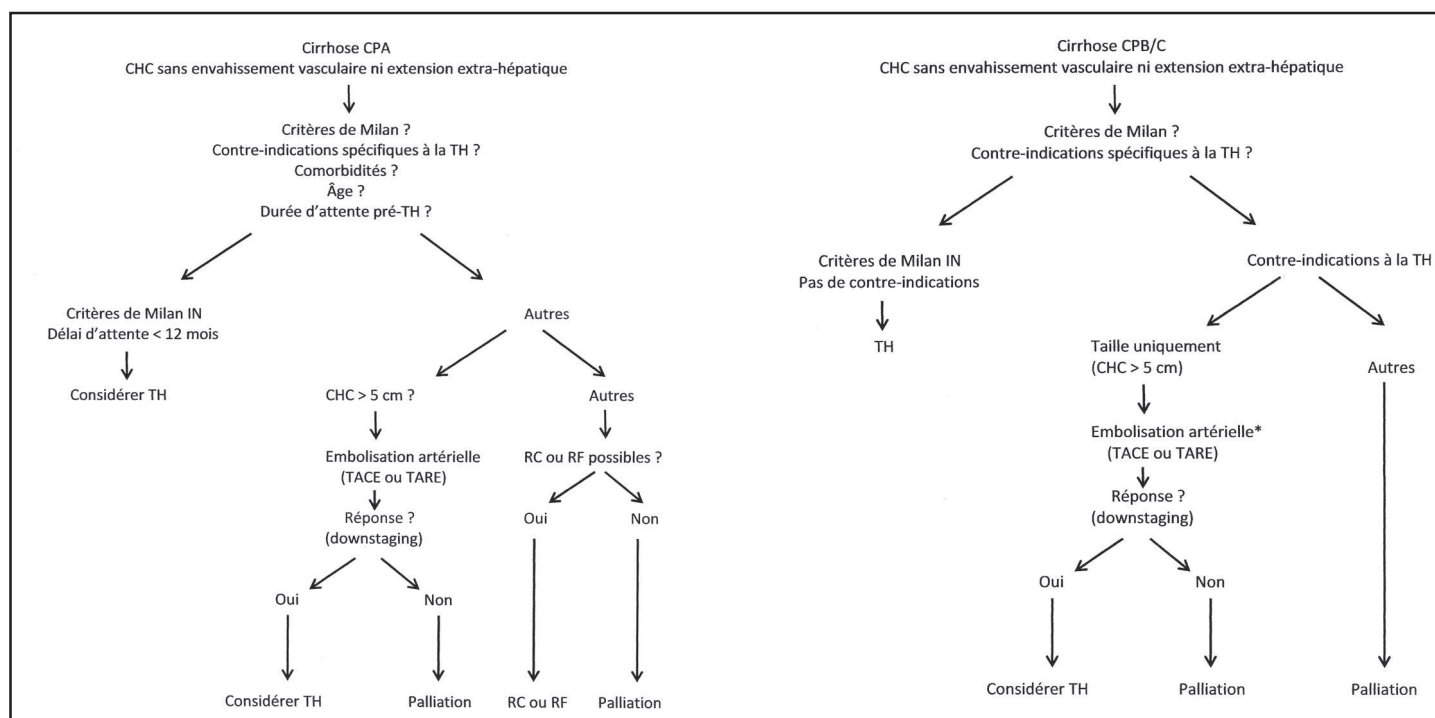 Cirrhose CPA
CHC sans envahissement vasculaire ni extension extra-hépatique
Critères de Milan ?
Contre-indications spécifiques à la TH ?
Comorbidités ?
Âge ?
Durée d'attente pré-TH ?
Critères de Milan IN
Délai d'attente < 12 mois
Considérer TH
Autres
CHC > 5 cm ?
Embolisation artérielle
(TACE ou TARE)
Réponse ?
(downstaging)
Oui
Non
Considérer TH
Palliation
Autres
RC ou RF possibles ?
Oui
Non
RC ou RF
Palliation
Cirrhose CPB/C
CHC sans envahissement vasculaire ni extension extra-hépatique
Critères de Milan ?
Contre-indications spécifiques à la TH ?
Critères de Milan IN
Pas de contre-indications
TH
Contre-indications à la TH
Taille uniquement
(CHC > 5 cm)
Embolisation artérielle*
(TACE ou TARE)
Réponse ?
(downstaging)
Oui
Non
Considérer TH
Palliation
Autres
Palliation